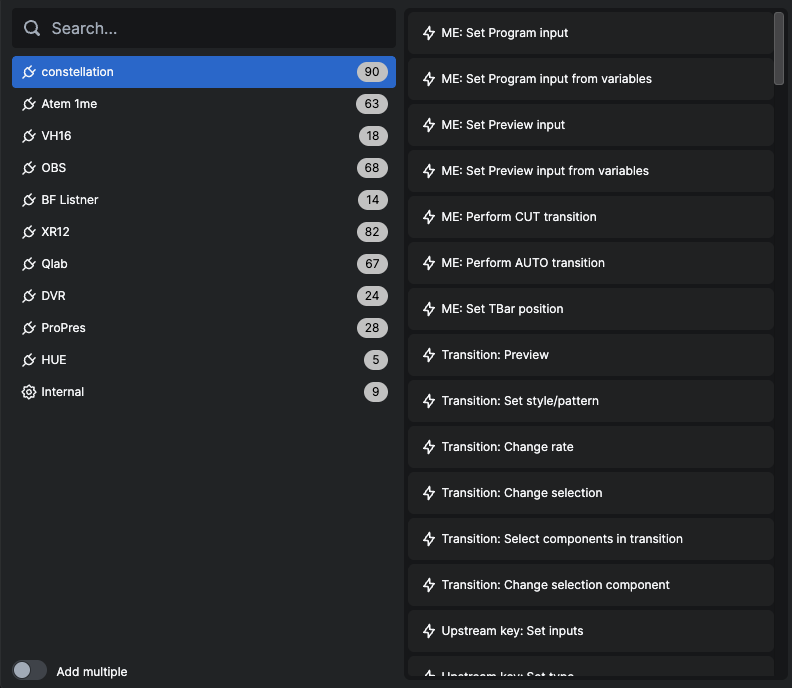 Search...
constellation 90
Atem 1me 63
VH16 18
OBS 68
BF Listner 14
XR12 82
Qlab 67
DVR 24
ProPres 28
HUE 5
Internal 9
Add multiple
ME: Set Program input
ME: Set Program input from variables
ME: Set Preview input
ME: Set Preview input from variables
ME: Perform CUT transition
ME: Perform AUTO transition
ME: Set TBar position
Transition: Preview
Transition: Set style/pattern
Transition: Change rate
Transition: Change selection
Transition: Select components in transition
Transition: Change selection component
Upstream key: Set inputs
Upstream key: Set type